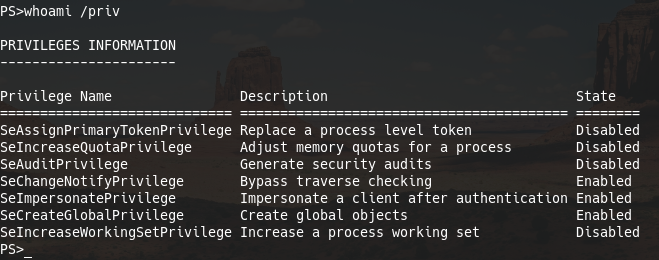 PS>whoami /priv
PRIVILEGES INFORMATION
----------------------
Privilege Name                Description                               State
============================= ========================================= ========
SeAssignPrimaryTokenPrivilege Replace a process level token             Disabled
SeIncreaseQuotaPrivilege      Adjust memory quotas for a process        Disabled
SeAuditPrivilege              Generate security audits                  Disabled
SeChangeNotifyPrivilege       Bypass traverse checking                  Enabled
SeImpersonatePrivilege        Impersonate a client after authentication Enabled
SeCreateGlobalPrivilege       Create global objects                     Enabled
SeIncreaseWorkingSetPrivilege Increase a process working set            Disabled
PS>_